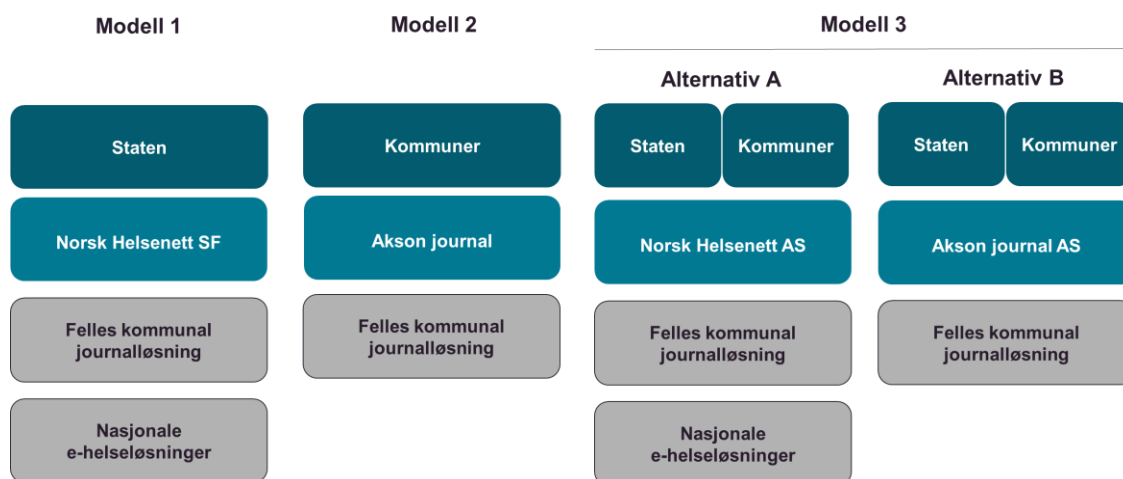 Modell 1
Modell 2
Modell 3
Alternativ A
Alternativ B
Staten
Kommuner
Staten
Kommuner
Staten
Kommuner
Norsk Helsenett SF
Akson journal
Norsk Helsenett AS
Akson journal AS
Felles kommunal
journalløsning
Felles kommunal
journalløsning
Felles kommunal
journalløsning
Felles kommunal
journalløsning
Nasjonale
e-helseløsninger
Nasjonale
e-helseløsninger